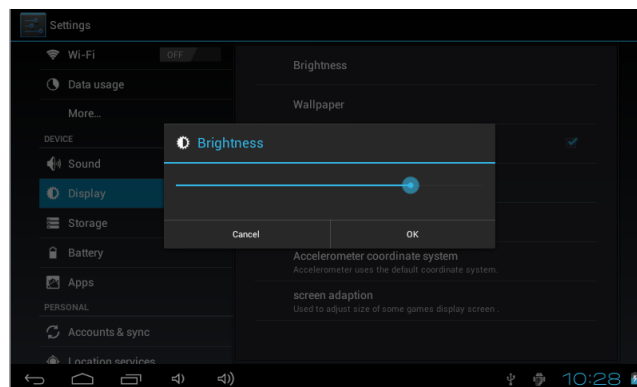 Settings
Wi-Fi
OFF
Data usage
More...
DEVICE
Sound
Display
Storage
Battery
Apps
PERSONAL
Accounts & sync
Location services
Brightness
Wallpaper
Brightness
Cancel
OK
Accelerometer coordinate system
Accelerometer uses the default coordinate system.
screen adaption
Used to adjust size of some games display screen .
10:28